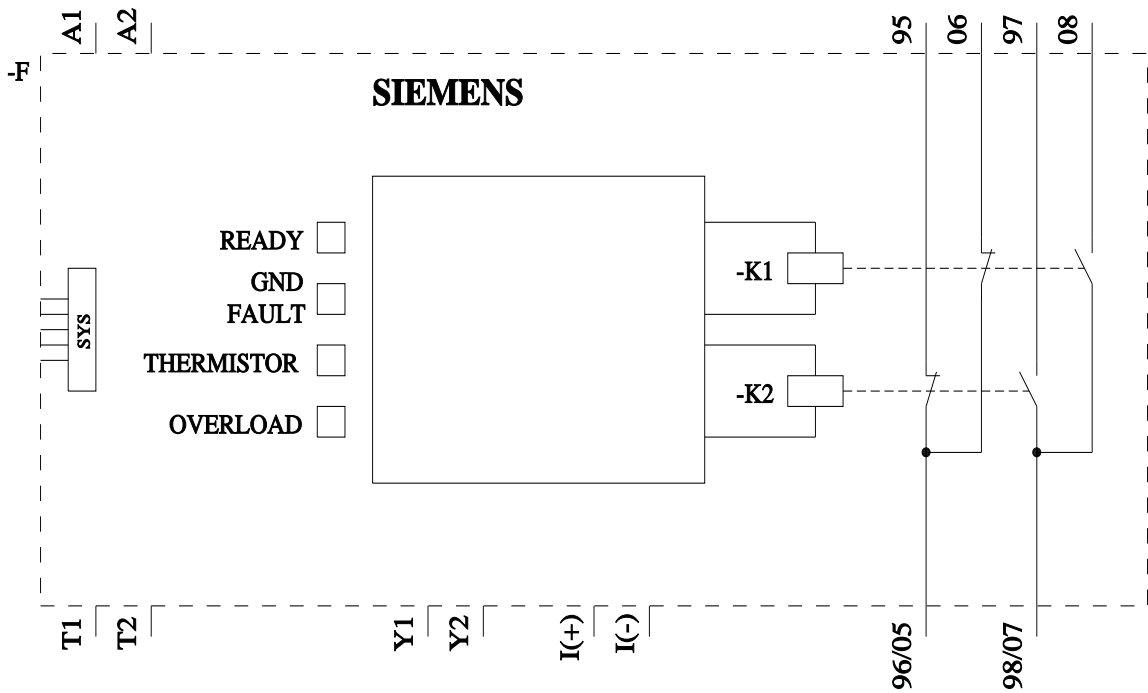 A1
A2
95
06
97
08
-F
SIEMENS
READY
GND
FAULT
THERMISTOR
OVERLOAD
SYS
-K1
-K2
T1
T2
Y1
Y2
I(+)
I(-)
96/05
98/07